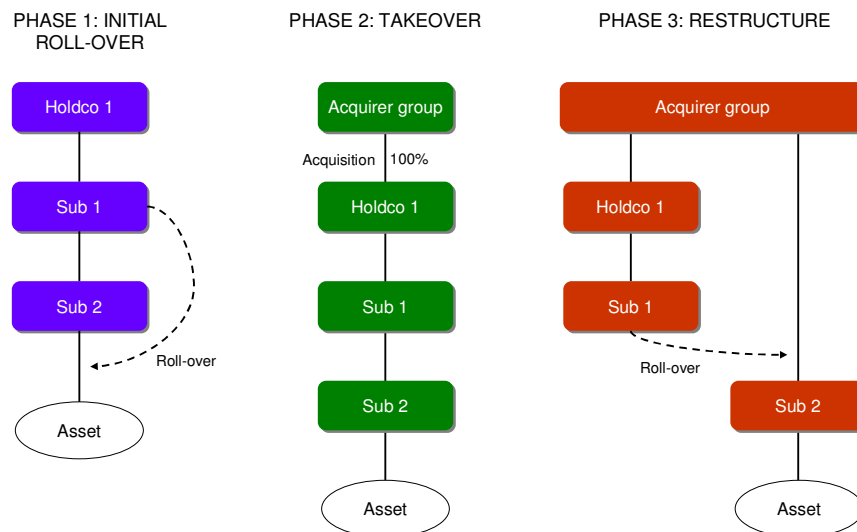 PHASE 1: INITIAL
ROLL-OVER
Holdco 1
Sub 1
Sub 2
Roll-over
Asset
PHASE 2: TAKEOVER
Acquirer group
Acquisition 100%
Holdco 1
Sub 1
Sub 2
Asset
PHASE 3: RESTRUCTURE
Acquirer group
Holdco 1
Sub 1
Roll-over
Sub 2
Asset